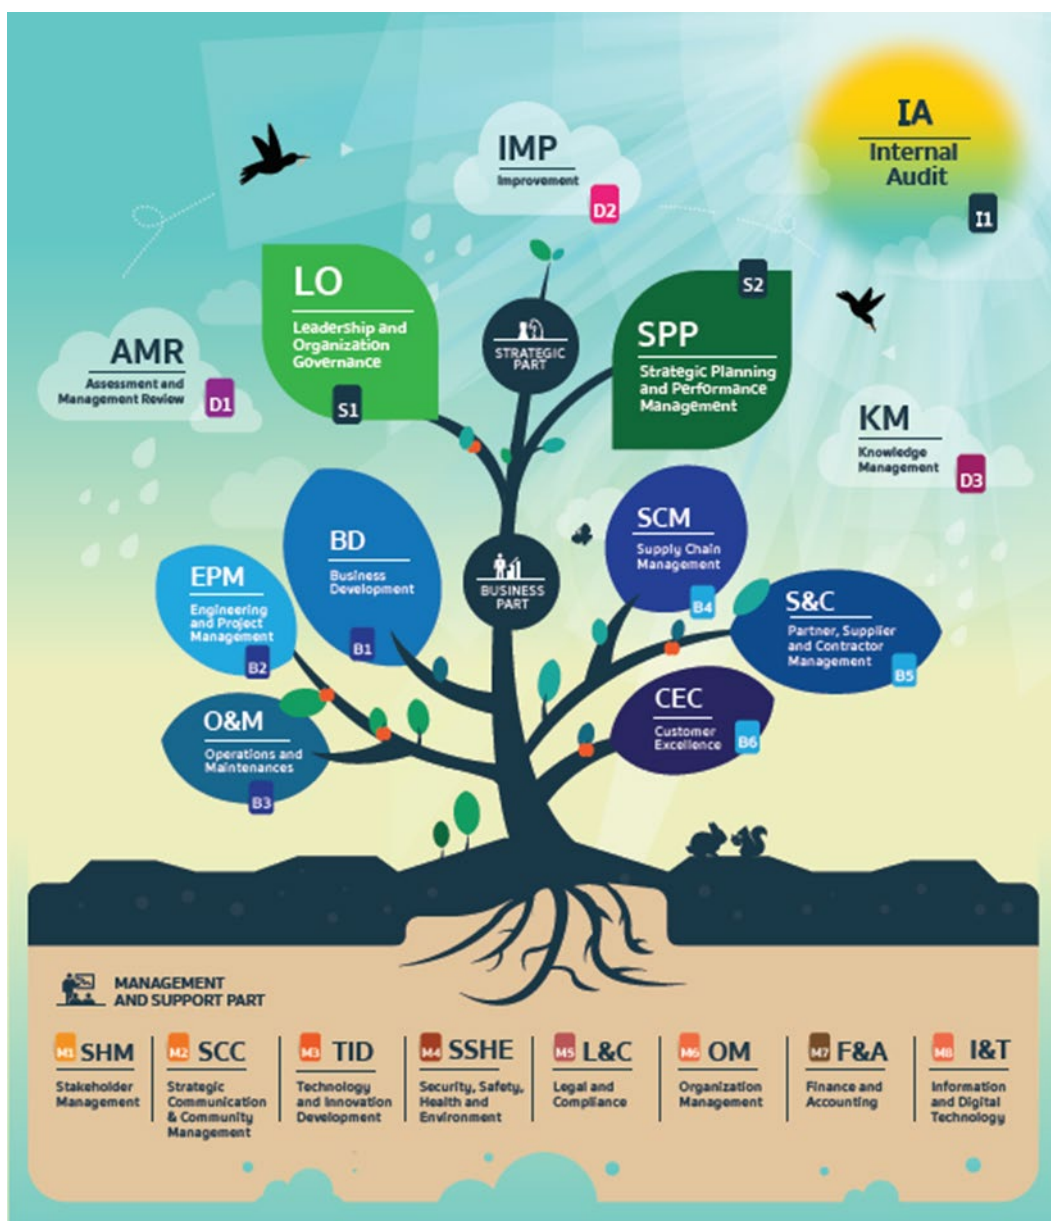 IA
Internal
Audit
I1
IMP
Improvement
D2
LO
Leadership and
Organization
Governance
S1
STRATEGIC
PART
S2
SPP
Strategic Planning
and Performance
Management
AMR
Assessment and
Management Review
D1
KM
Knowledge
Management
D3
BD
Business
Development
B1
SCM
Supply Chain
Management
B4
EPM
Engineering
and Project
Management
B2
BUSINESS
PART
S&C
Partner, Supplier
and Contractor
Management
B5
O&M
Operations and
Maintenances
B3
CEC
Customer
Excellence
B6
MANAGEMENT
AND SUPPORT PART
M1 SHM
Stakeholder
Management
M2 SCC
Strategic
Communication
& Community
Management
M3 TID
Technology
and Innovation
Development
M4 SSHE
Security, Safety,
Health and
Environment
M5 L&C
Legal and
Compliance
M6 OM
Organization
Management
M7 F&A
Finance and
Accounting
M8 I&T
Information
and Digital
Technology